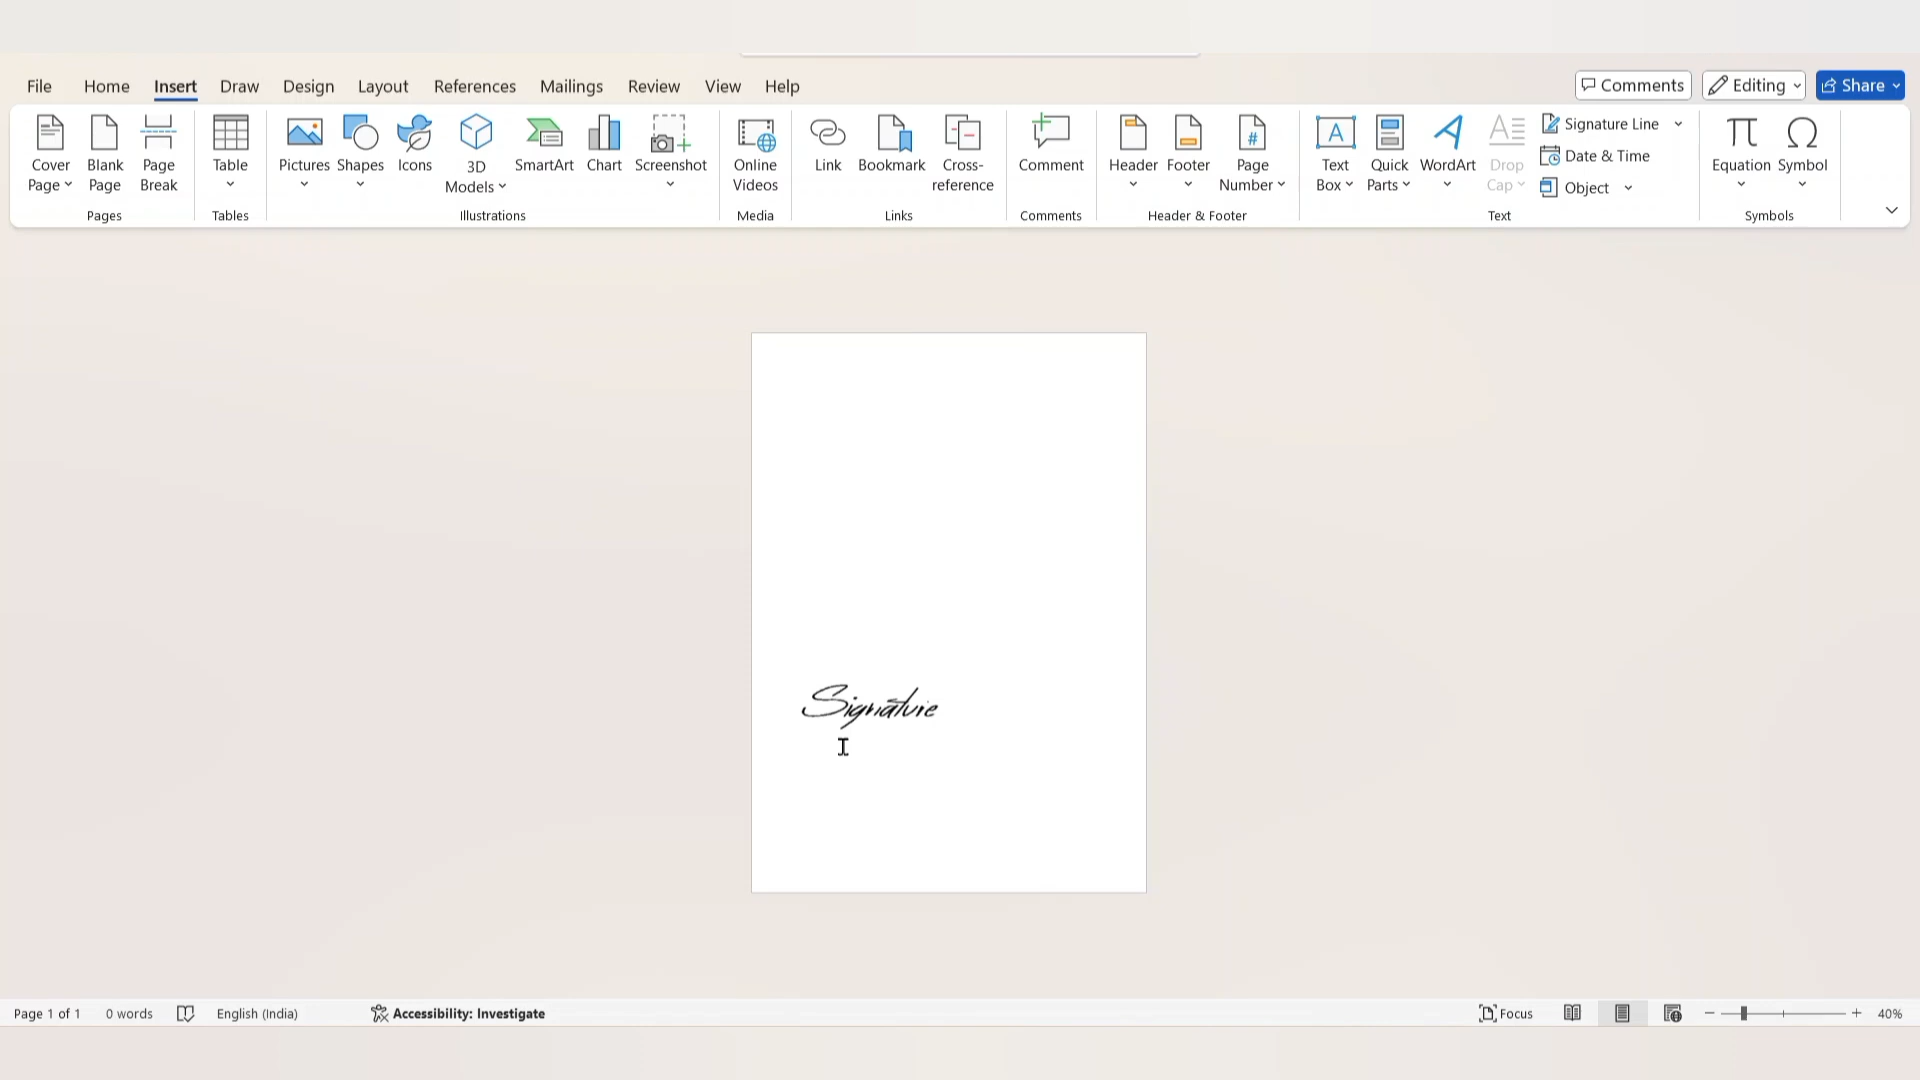 File Home Insert Draw Design Layout References Mailings Review View Help Comments Editing Share
Cover Page
Blank Page
Page Break
Pages
Table
Tables
Pictures
Shapes
Icons
3D Models
SmartArt
Chart
Screenshot
Illustrations
Online Videos
Media
Link
Bookmark
Cross-reference
Links
Comment
Comments
Header
Footer
Page Number
Header & Footer
Text Box
Quick Parts
WordArt
Drop Cap
Signature Line
Date & Time
Object
Text
Equation
Symbol
Symbols
Signature
Page 1 of 1 0 words English (India) Accessibility: Investigate Focus 40%